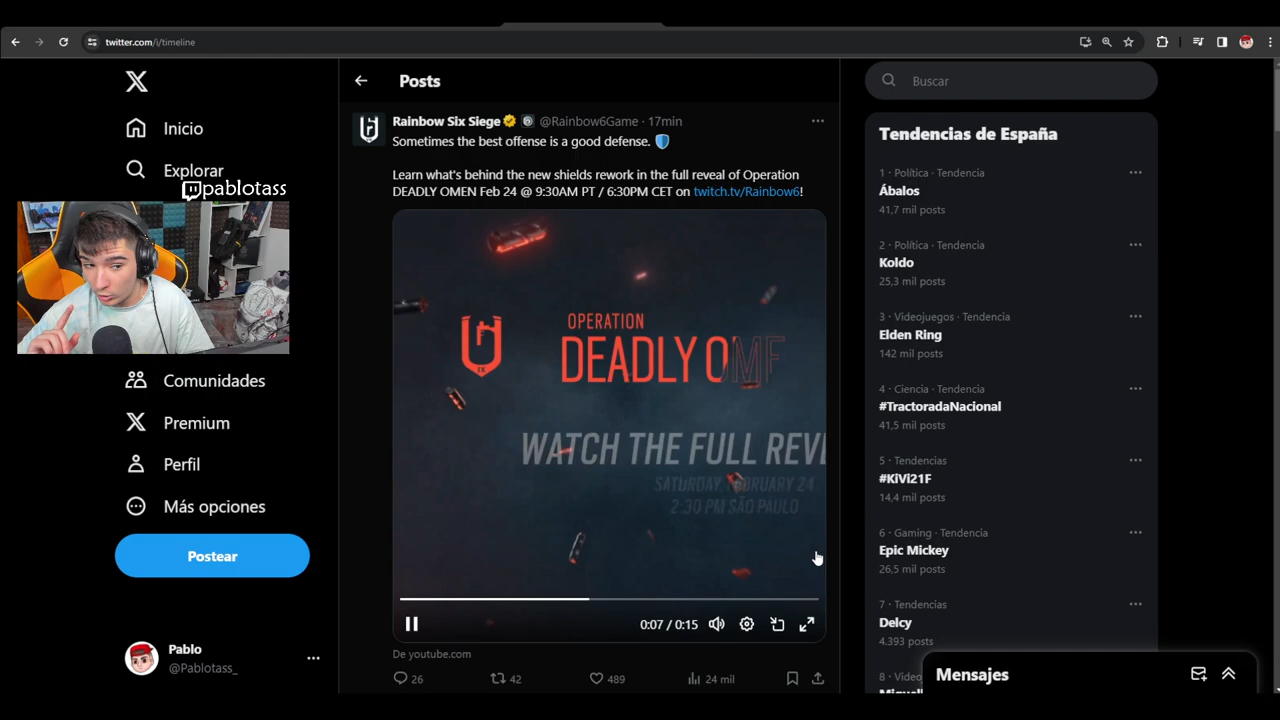 twitter.com/i/timeline
Inicio
Explorar
pablotass
Comunidades
Premium
Perfil
Más opciones
Postear
Pablo
@Pablotass_
Posts
Rainbow Six Siege @Rainbow6Game · 17min
Sometimes the best offense is a good defense.
Learn what's behind the new shields rework in the full reveal of Operation
DEADLY OMEN Feb 24 @ 9:30AM PT / 6:30PM CET on twitch.tv/Rainbow6!
OPERATION
DEADLY OME
WATCH THE FULL REVE
SATURDAY, FEBRUARY 24
2:30 PM SÃO PAULO
0:07 / 0:15
De youtube.com
26
42
489
24 mil
Buscar
Tendencias de España
1 · Política · Tendencia
Ábalos
41,7 mil posts
2 · Política · Tendencia
Koldo
25,3 mil posts
3 · Videojuegos · Tendencia
Elden Ring
142 mil posts
4 · Ciencia · Tendencia
#TractoradaNacional
41,5 mil posts
5 · Tendencias
#KiVi21F
14,4 mil posts
6 · Gaming · Tendencia
Epic Mickey
26,5 mil posts
7 · Tendencias
Delcy
4.393 posts
Mensajes